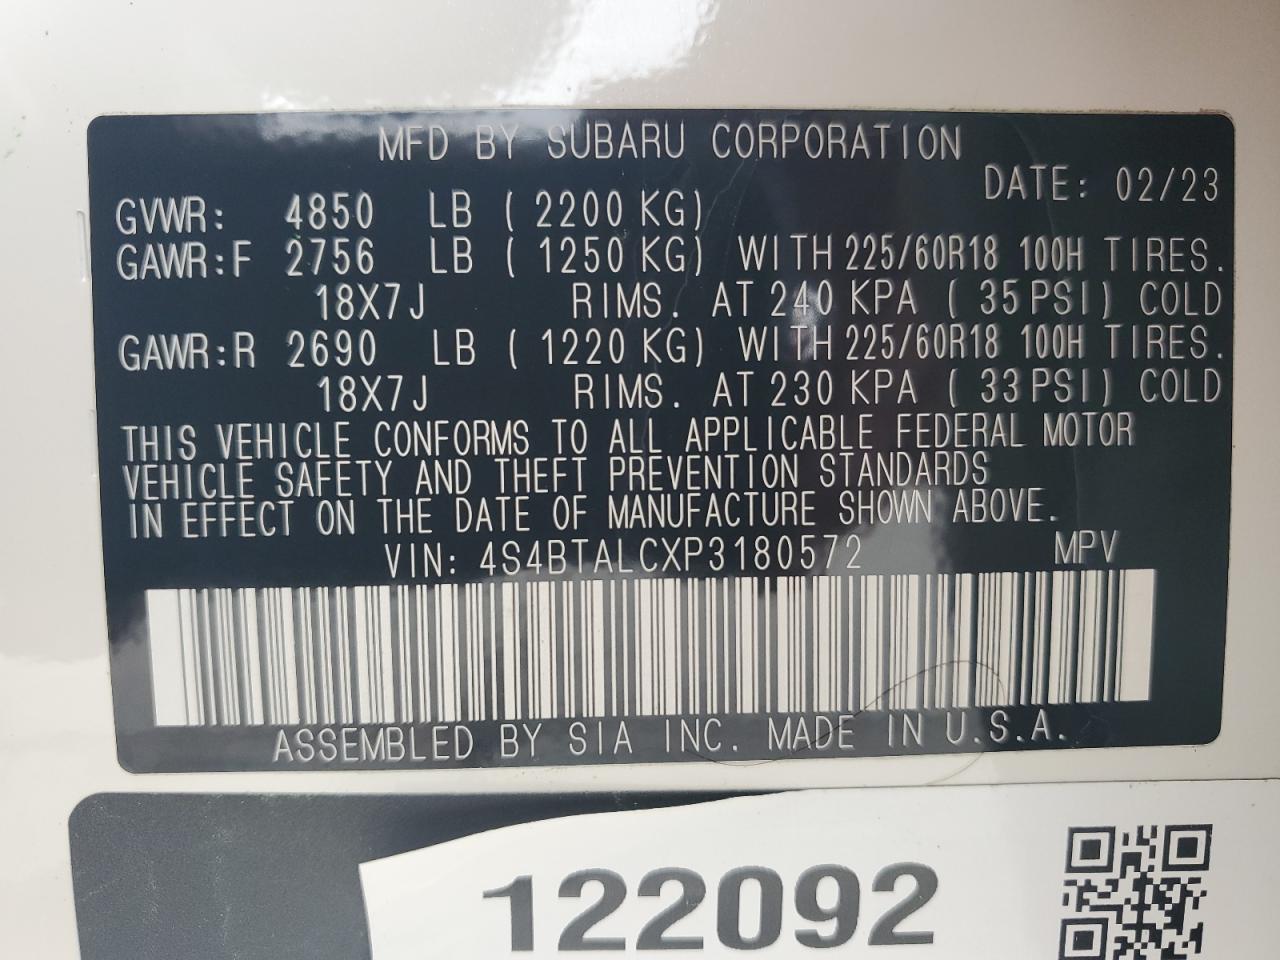 MFD BY SUBARU CORPORATION
DATE: 02/23
GVWR: 4850 LB (2200 KG)
GAWR:F 2756 LB (1250 KG) WITH 225/60R18 100H TIRES.
18X7J RIMS. AT 240 KPA (35 PSI) COLD
GAWR:R 2690 LB (1220 KG) WITH 225/60R18 100H TIRES.
18X7J RIMS. AT 230 KPA (33 PSI) COLD
THIS VEHICLE CONFORMS TO ALL APPLICABLE FEDERAL MOTOR
VEHICLE SAFETY AND THEFT PREVENTION STANDARDS
IN EFFECT ON THE DATE OF MANUFACTURE SHOWN ABOVE.
VIN: 4S4BTALCXP3180572 MPV
ASSEMBLED BY SIA INC. MADE IN U.S.A.
122092